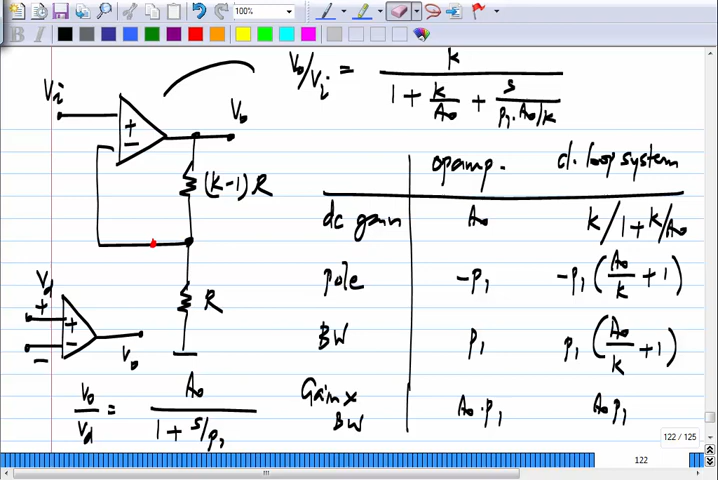 100%
B I U
Vi
Vo
(k-1)R
R
Vo/Vi = k / (1 + k/Ao + s/(p1·Ao/k))
opamp. cl. loop system
dc gain Ao k/1+k/Ao
pole -p1 -p1 (Ao/k + 1)
BW p1 p1 (Ao/k + 1)
Gain x BW Ao·p1 Aop1
Vd
+ + −
− Vo
Vo/Vd = Ao / (1 + s/p1)
122 / 125
122